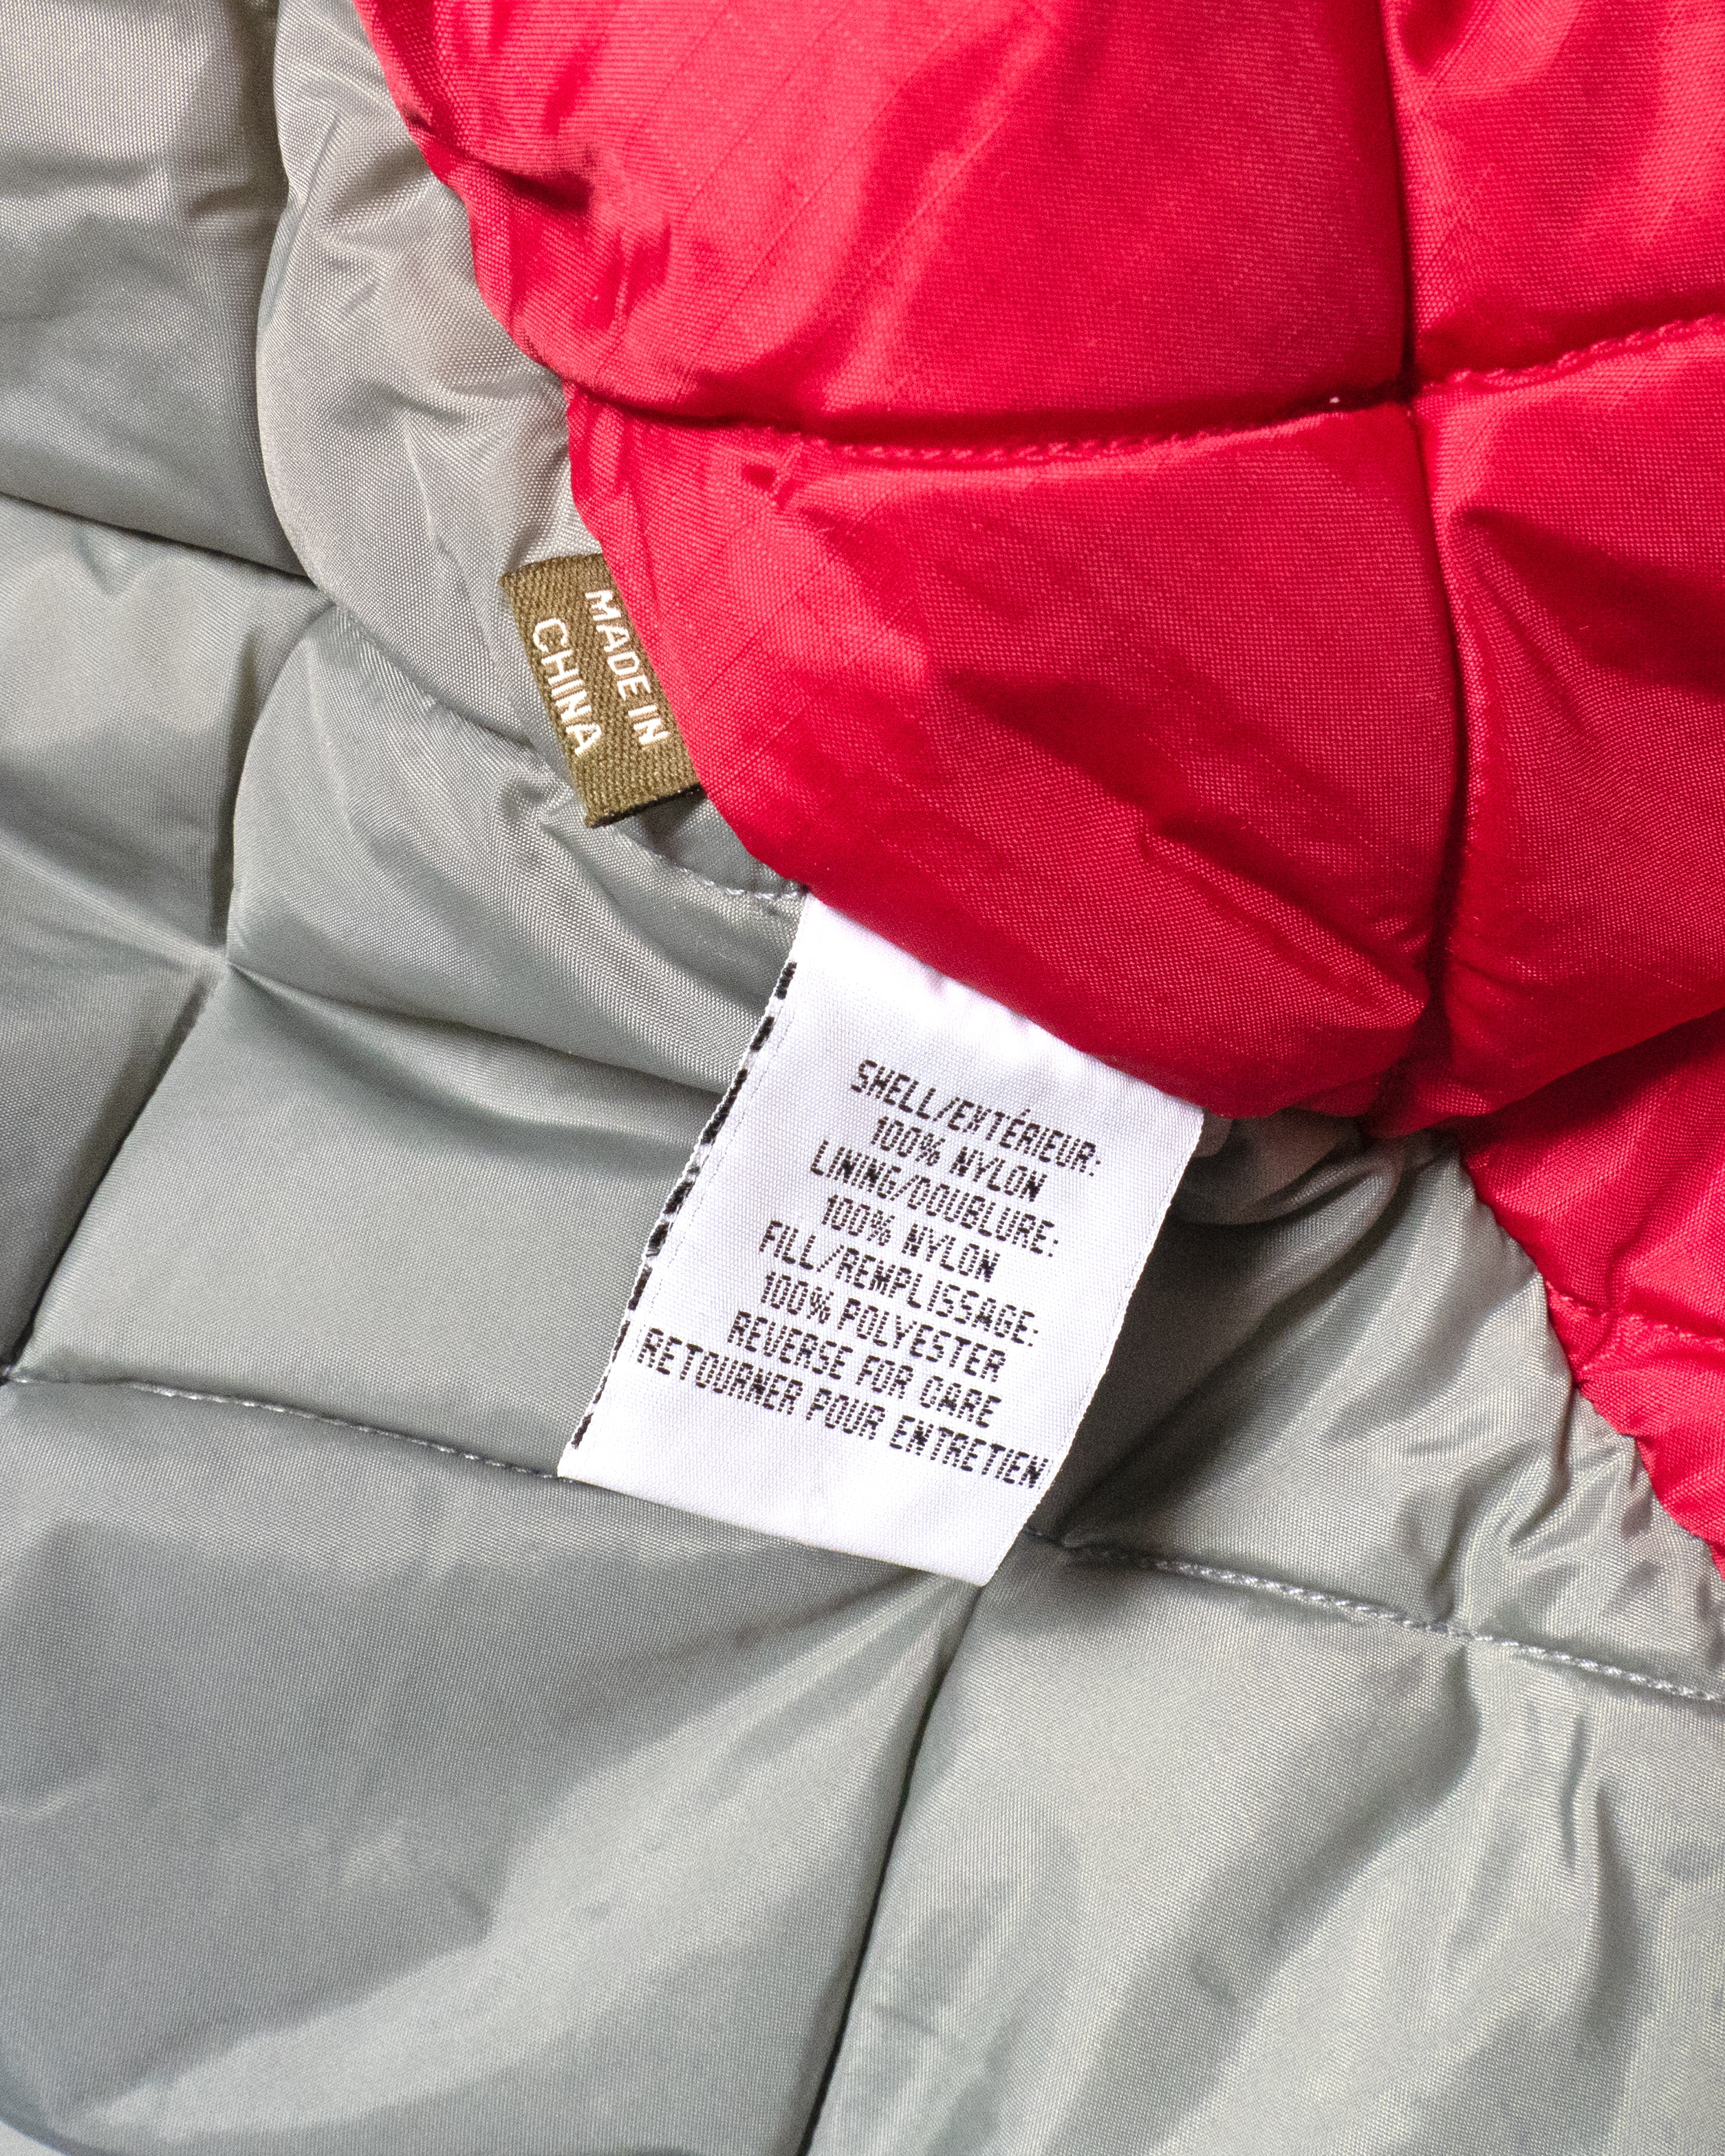 MADE IN
CHINA
SHELL/EXTÉRIEUR:
100% NYLON
LINING/DOUBLURE:
100% NYLON
FILL/REMPLISSAGE:
100% POLYESTER
REVERSE FOR CARE
RETOURNER POUR ENTRETIEN